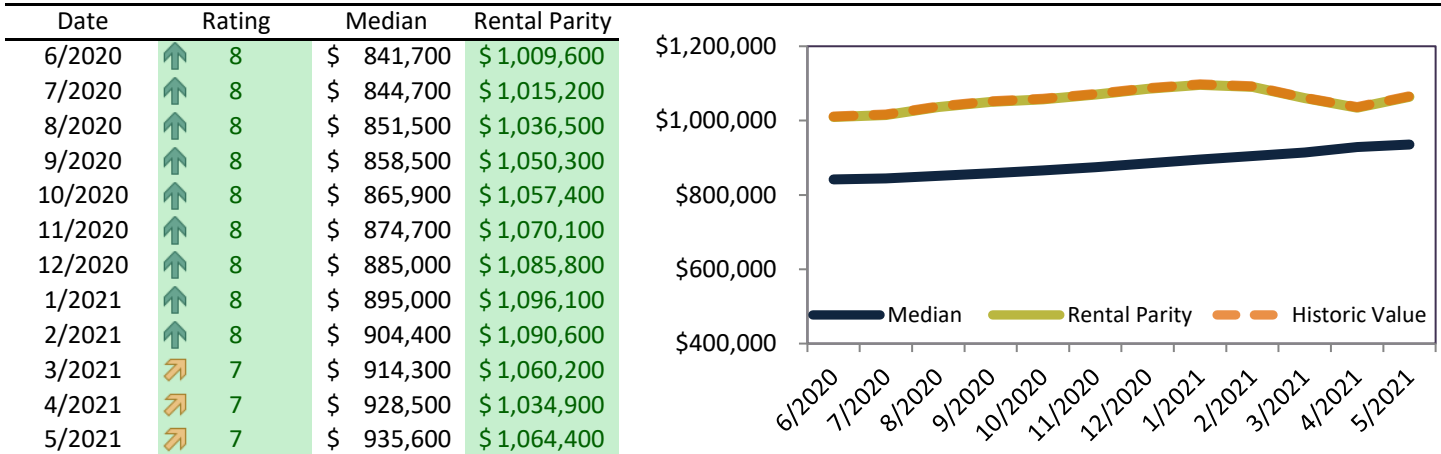 Date Rating Median Rental Parity
6/2020 8 $ 841,700 $ 1,009,600
7/2020 8 $ 844,700 $ 1,015,200
8/2020 8 $ 851,500 $ 1,036,500
9/2020 8 $ 858,500 $ 1,050,300
10/2020 8 $ 865,900 $ 1,057,400
11/2020 8 $ 874,700 $ 1,070,100
12/2020 8 $ 885,000 $ 1,085,800
1/2021 8 $ 895,000 $ 1,096,100
2/2021 8 $ 904,400 $ 1,090,600
3/2021 7 $ 914,300 $ 1,060,200
4/2021 7 $ 928,500 $ 1,034,900
5/2021 7 $ 935,600 $ 1,064,400
$1,200,000
$1,000,000
$800,000
$600,000
$400,000
Median Rental Parity Historic Value
6/2020 7/2020 8/2020 9/2020 10/2020 11/2020 12/2020 1/2021 2/2021 3/2021 4/2021 5/2021